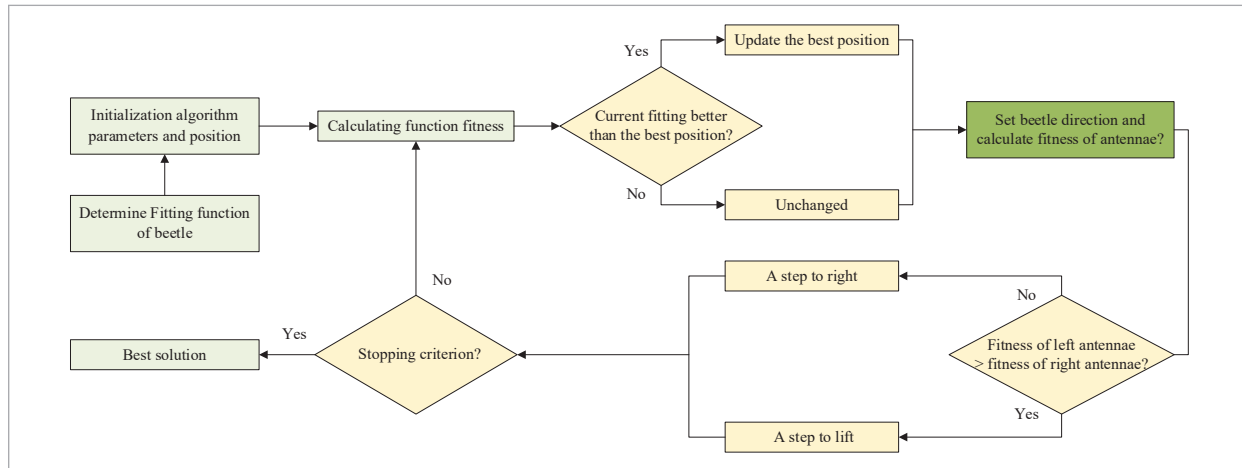 Determine Fitting function
of beetle
Initialization algorithm
parameters and position
Calculating function fitness
Current fitting better
than the best position?
Yes
Update the best position
No
Unchanged
Set beetle direction and
calculate fitness of antennae?
Fitness of left antennae
> fitness of right antennae?
No
A step to right
Yes
A step to lift
Stopping criterion?
No
Yes
Best solution